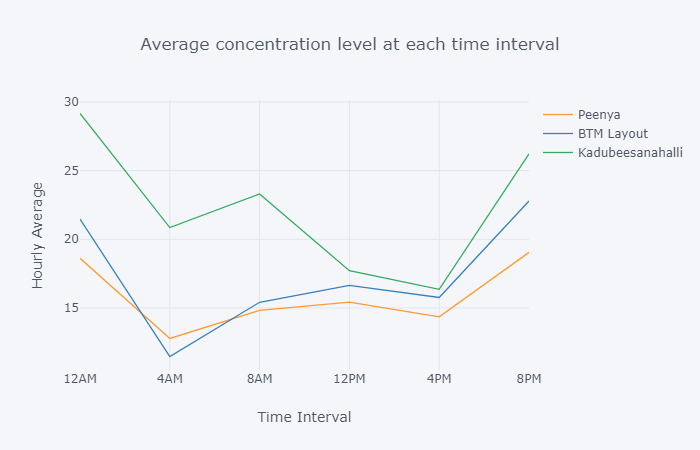 Average concentration level at each time interval
30
25
20
15
Hourly Average
12AM 4AM 8AM 12PM 4PM 8PM
Time Interval
Peenya
BTM Layout
Kadubeesanahalli